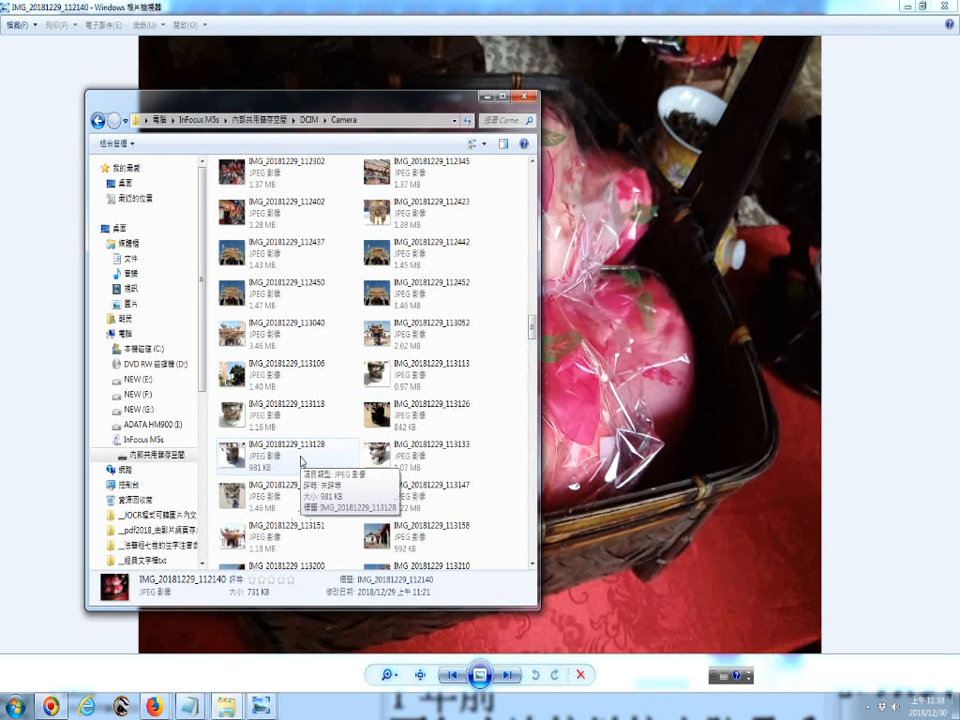 IMG_20181229_112140 - Windows 相片檢視器
檔案(F) 列印(P) 電子郵件(E) 燒錄(U) 開啟(O)
電腦 InFocus M5s 內部共用儲存空間 DCIM Camera
搜尋 Came...
組合管理
我的最愛
桌面
最近的位置
桌面
媒體櫃
文件
音樂
視訊
圖片
電腦
本機磁碟 (C:)
DVD RW 磁碟機 (D:)
NEW (E:)
NEW (F:)
NEW (G:)
ADATA HM900 (I:)
InFocus M5s
內部共用儲存空間
網路
控制台
資源回收筒
IMG_20181229_112302
JPEG 影像
1.37 MB
IMG_20181229_112345
JPEG 影像
1.37 MB
IMG_20181229_112402
JPEG 影像
1.28 MB
IMG_20181229_112423
JPEG 影像
IMG_20181229_112437
JPEG 影像
1.43 MB
IMG_20181229_112442
JPEG 影像
1.45 MB
IMG_20181229_112450
JPEG 影像
1.47 MB
IMG_20181229_112452
JPEG 影像
1.46 MB
IMG_20181229_113040
JPEG 影像
3.46 MB
IMG_20181229_113052
JPEG 影像
2.62 MB
IMG_20181229_113106
JPEG 影像
1.40 MB
IMG_20181229_113113
JPEG 影像
0.97 MB
IMG_20181229_113118
JPEG 影像
1.16 MB
IMG_20181229_113126
JPEG 影像
842 KB
IMG_20181229_113128
JPEG 影像
981 KB
IMG_20181229_113133
JPEG 影像
項目類型: JPEG 影像
評等: 未評等
大小: 981 KB
標題: IMG_20181229_113128
JPEG 影像
1.46 MB
IMG_20181229_113151
JPEG 影像
1.18 MB
IMG_20181229_113158
JPEG 影像
992 KB
IMG_20181229_113200
IMG_20181229_113210
IMG_20181229_112140 評等: 標題: IMG_20181229_112140
JPEG 影像 大小: 731 KB 修改日期: 2018/12/29 上午 11:21
1 年前
上午 11:38
2018/12/30